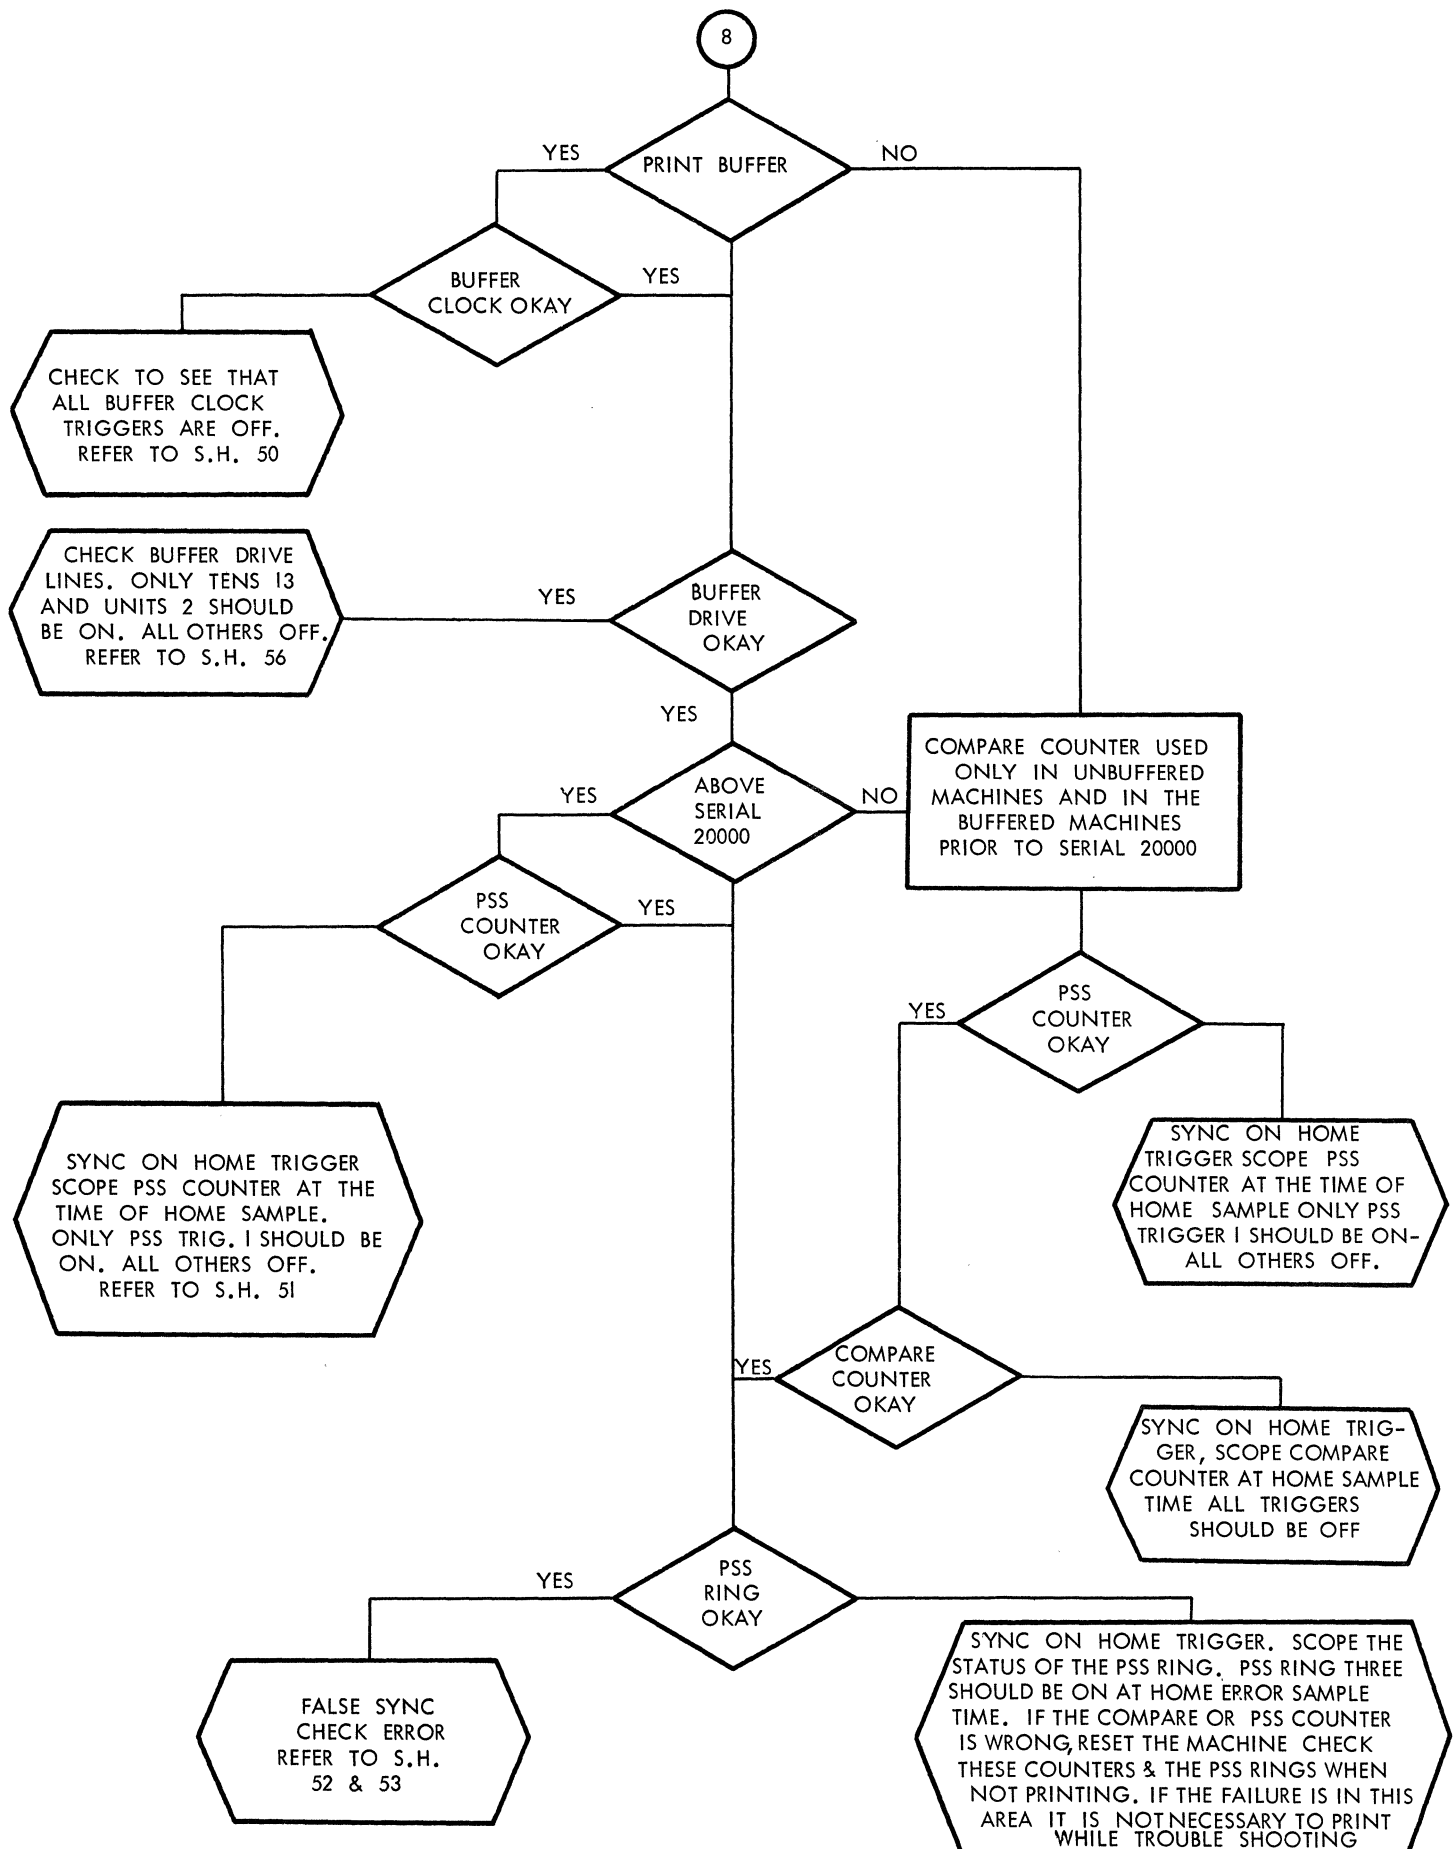 8
PRINT BUFFER
YES
NO
BUFFER
CLOCK OKAY
YES
CHECK TO SEE THAT
ALL BUFFER CLOCK
TRIGGERS ARE OFF.
REFER TO S.H. 50
CHECK BUFFER DRIVE
LINES. ONLY TENS 13
AND UNITS 2 SHOULD
BE ON. ALL OTHERS OFF.
REFER TO S.H. 56
YES
BUFFER
DRIVE
OKAY
YES
YES
ABOVE
SERIAL
20000
NO
COMPARE COUNTER USED
ONLY IN UNBUFFERED
MACHINES AND IN THE
BUFFERED MACHINES
PRIOR TO SERIAL 20000
PSS
COUNTER
OKAY
YES
YES
PSS
COUNTER
OKAY
SYNC ON HOME TRIGGER
SCOPE PSS COUNTER AT THE
TIME OF HOME SAMPLE.
ONLY PSS TRIG. 1 SHOULD BE
ON. ALL OTHERS OFF.
REFER TO S.H. 51
SYNC ON HOME
TRIGGER SCOPE PSS
COUNTER AT THE TIME OF
HOME SAMPLE ONLY PSS
TRIGGER 1 SHOULD BE ON-
ALL OTHERS OFF.
YES
COMPARE
COUNTER
OKAY
SYNC ON HOME TRIG-
GER, SCOPE COMPARE
COUNTER AT HOME SAMPLE
TIME ALL TRIGGERS
SHOULD BE OFF
YES
PSS
RING
OKAY
FALSE SYNC
CHECK ERROR
REFER TO S.H.
52 & 53
SYNC ON HOME TRIGGER. SCOPE THE
STATUS OF THE PSS RING. PSS RING THREE
SHOULD BE ON AT HOME ERROR SAMPLE
TIME. IF THE COMPARE OR PSS COUNTER
IS WRONG, RESET THE MACHINE CHECK
THESE COUNTERS & THE PSS RINGS WHEN
NOT PRINTING. IF THE FAILURE IS IN THIS
AREA IT IS NOT NECESSARY TO PRINT
WHILE TROUBLE SHOOTING